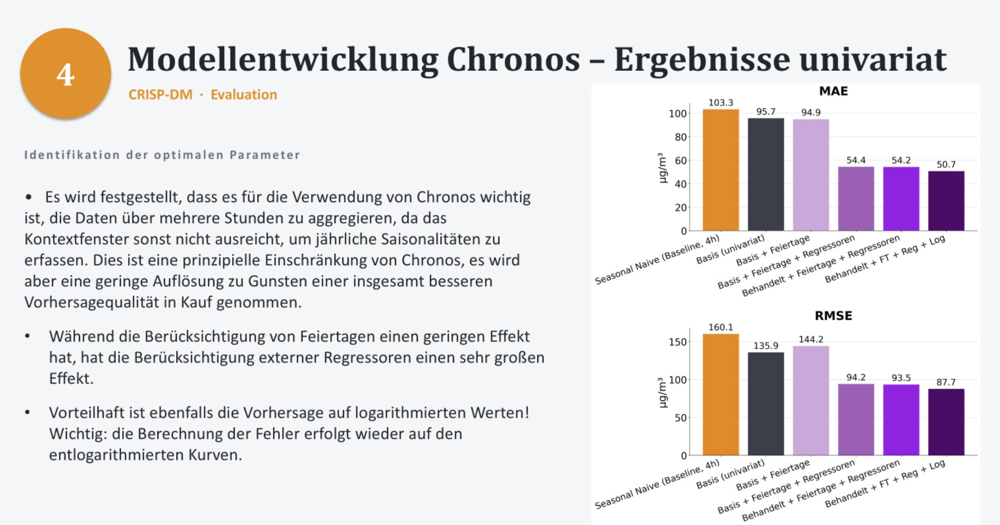 4
Modellentwicklung Chronos – Ergebnisse univariat
CRISP-DM · Evaluation
Identifikation der optimalen Parameter
• Es wird festgestellt, dass es für die Verwendung von Chronos wichtig
ist, die Daten über mehrere Stunden zu aggregieren, da das
Kontextfenster sonst nicht ausreicht, um jährliche Saisonalitäten zu
erfassen. Dies ist eine prinzipielle Einschränkung von Chronos, es wird
aber eine geringe Auflösung zu Gunsten einer insgesamt besseren
Vorhersagequalität in Kauf genommen.
• Während die Berücksichtigung von Feiertagen einen geringen Effekt
hat, hat die Berücksichtigung externer Regressoren einen sehr großen
Effekt.
• Vorteilhaft ist ebenfalls die Vorhersage auf logarithmierten Werten!
Wichtig: die Berechnung der Fehler erfolgt wieder auf den
entlogarithmierten Kurven.
MAE
103.3
95.7
94.9
54.4
54.2
50.7
100
80
60
40
20
0
µg/m³
Seasonal Naive (Baseline, 4h)
Basis (univariat)
Basis + Feiertage
Basis + Feiertage + Regressoren
Behandelt + Feiertage + Regressoren
Behandelt + FT + Reg + Log
RMSE
160.1
135.9
144.2
94.2
93.5
87.7
150
100
50
0
µg/m³
Seasonal Naive (Baseline, 4h)
Basis (univariat)
Basis + Feiertage
Basis + Feiertage + Regressoren
Behandelt + Feiertage + Regressoren
Behandelt + FT + Reg + Log